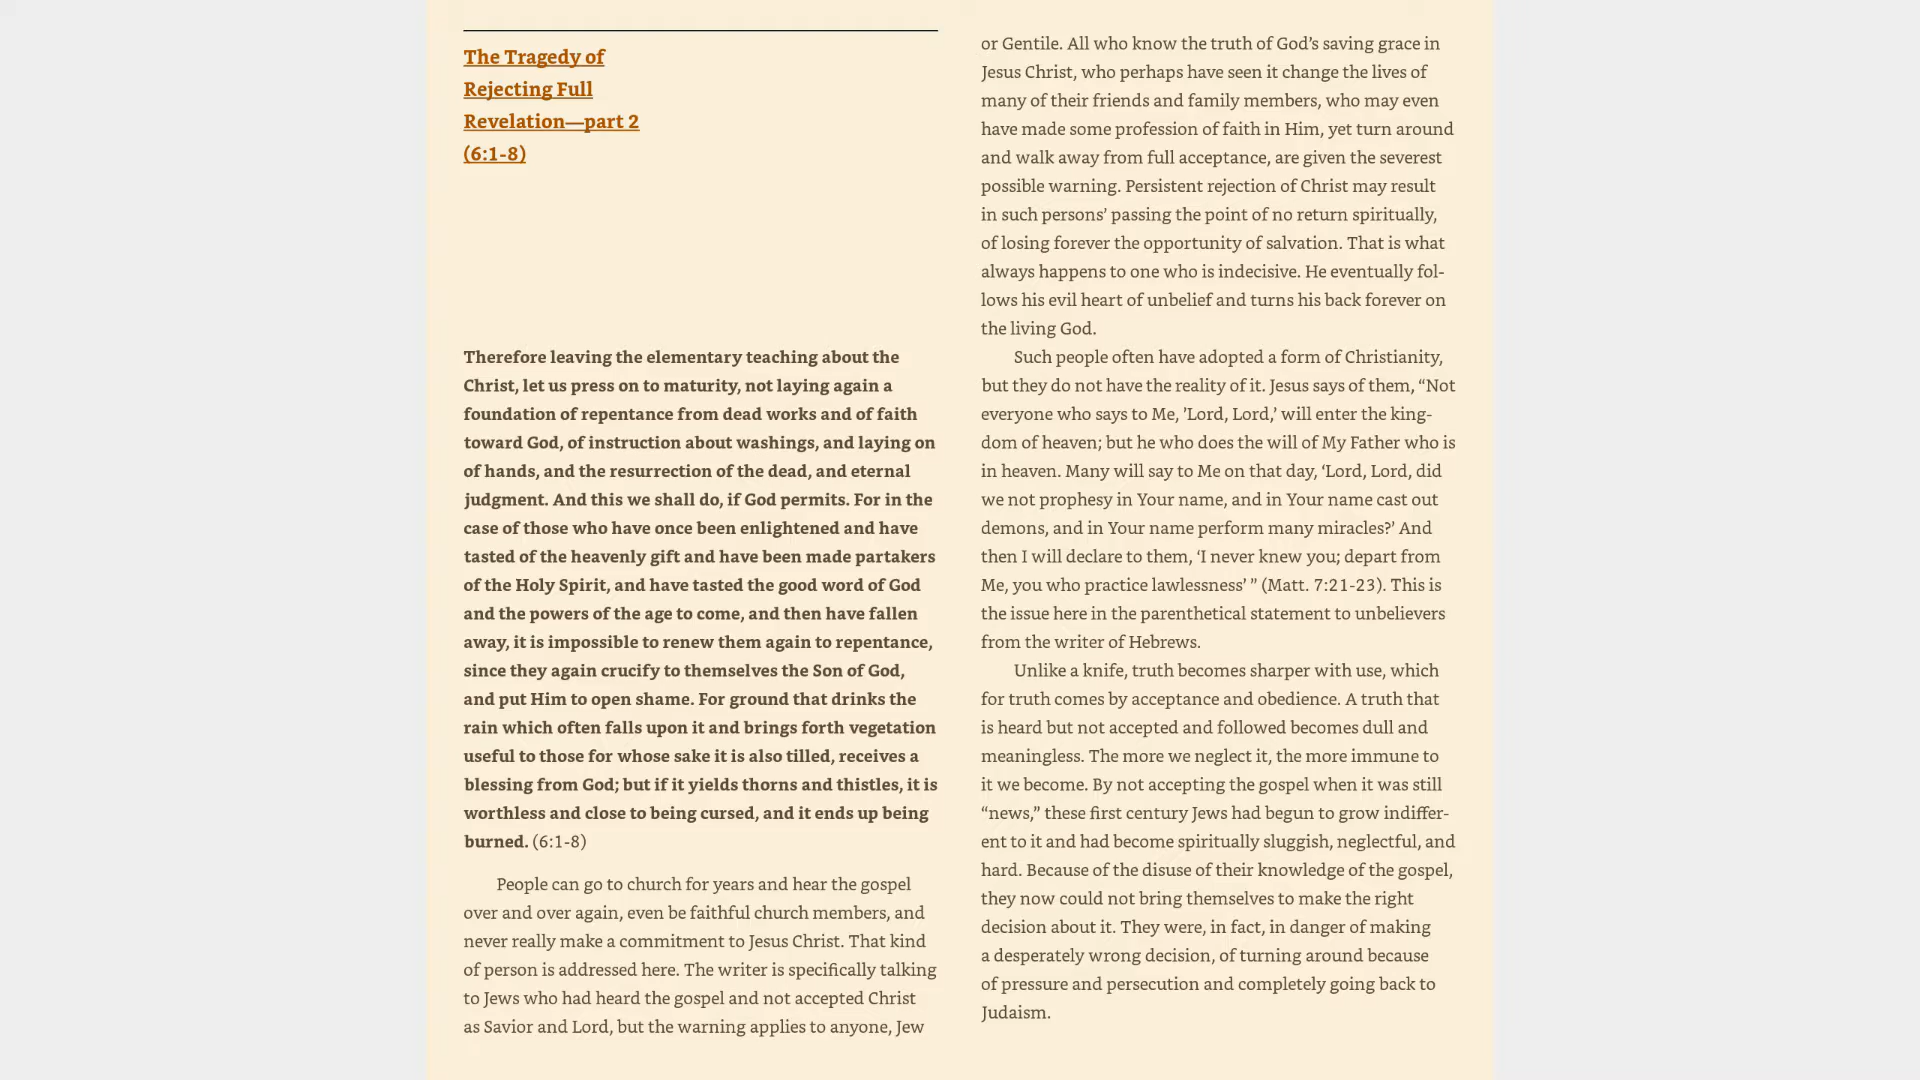 The Tragedy of
Rejecting Full
Revelation—part 2
(6:1-8)
Therefore leaving the elementary teaching about the
Christ, let us press on to maturity, not laying again a
foundation of repentance from dead works and of faith
toward God, of instruction about washings, and laying on
of hands, and the resurrection of the dead, and eternal
judgment. And this we shall do, if God permits. For in the
case of those who have once been enlightened and have
tasted of the heavenly gift and have been made partakers
of the Holy Spirit, and have tasted the good word of God
and the powers of the age to come, and then have fallen
away, it is impossible to renew them again to repentance,
since they again crucify to themselves the Son of God,
and put Him to open shame. For ground that drinks the
rain which often falls upon it and brings forth vegetation
useful to those for whose sake it is also tilled, receives a
blessing from God; but if it yields thorns and thistles, it is
worthless and close to being cursed, and it ends up being
burned. (6:1-8)
People can go to church for years and hear the gospel
over and over again, even be faithful church members, and
never really make a commitment to Jesus Christ. That kind
of person is addressed here. The writer is specifically talking
to Jews who had heard the gospel and not accepted Christ
as Savior and Lord, but the warning applies to anyone, Jew
or Gentile. All who know the truth of God’s saving grace in
Jesus Christ, who perhaps have seen it change the lives of
many of their friends and family members, who may even
have made some profession of faith in Him, yet turn around
and walk away from full acceptance, are given the severest
possible warning. Persistent rejection of Christ may result
in such persons’ passing the point of no return spiritually,
of losing forever the opportunity of salvation. That is what
always happens to one who is indecisive. He eventually fol-
lows his evil heart of unbelief and turns his back forever on
the living God.
Such people often have adopted a form of Christianity,
but they do not have the reality of it. Jesus says of them, “Not
everyone who says to Me, ’Lord, Lord,’ will enter the king-
dom of heaven; but he who does the will of My Father who is
in heaven. Many will say to Me on that day, ‘Lord, Lord, did
we not prophesy in Your name, and in Your name cast out
demons, and in Your name perform many miracles?’ And
then I will declare to them, ‘I never knew you; depart from
Me, you who practice lawlessness’ ” (Matt. 7:21-23). This is
the issue here in the parenthetical statement to unbelievers
from the writer of Hebrews.
Unlike a knife, truth becomes sharper with use, which
for truth comes by acceptance and obedience. A truth that
is heard but not accepted and followed becomes dull and
meaningless. The more we neglect it, the more immune to
it we become. By not accepting the gospel when it was still
“news,” these first century Jews had begun to grow indiffer-
ent to it and had become spiritually sluggish, neglectful, and
hard. Because of the disuse of their knowledge of the gospel,
they now could not bring themselves to make the right
decision about it. They were, in fact, in danger of making
a desperately wrong decision, of turning around because
of pressure and persecution and completely going back to
Judaism.